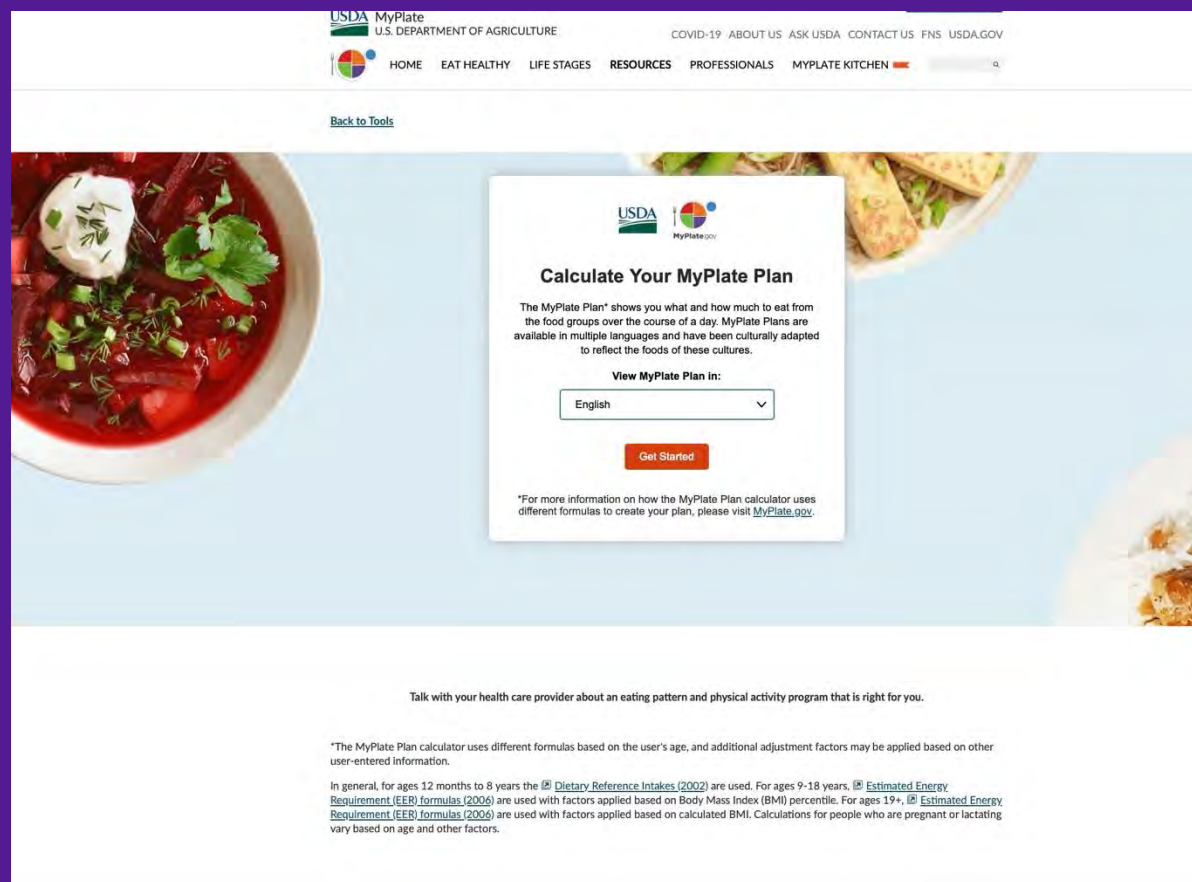 USDA MyPlate
U.S. DEPARTMENT OF AGRICULTURE
COVID-19 ABOUT US ASK USDA CONTACT US FNS USDA.GOV
HOME EAT HEALTHY LIFE STAGES RESOURCES PROFESSIONALS MYPLATE KITCHEN
Back to Tools
USDA
MyPlate.gov
Calculate Your MyPlate Plan
The MyPlate Plan* shows you what and how much to eat from
the food groups over the course of a day. MyPlate Plans are
available in multiple languages and have been culturally adapted
to reflect the foods of these cultures.
View MyPlate Plan in:
English
Get Started
*For more information on how the MyPlate Plan calculator uses
different formulas to create your plan, please visit MyPlate.gov.
Talk with your health care provider about an eating pattern and physical activity program that is right for you.
*The MyPlate Plan calculator uses different formulas based on the user's age, and additional adjustment factors may be applied based on other
user-entered information.
In general, for ages 12 months to 8 years the Dietary Reference Intakes (2002) are used. For ages 9-18 years, Estimated Energy
Requirement (EER) formulas (2006) are used with factors applied based on Body Mass Index (BMI) percentile. For ages 19+, Estimated Energy
Requirement (EER) formulas (2006) are used with factors applied based on calculated BMI. Calculations for people who are pregnant or lactating
vary based on age and other factors.